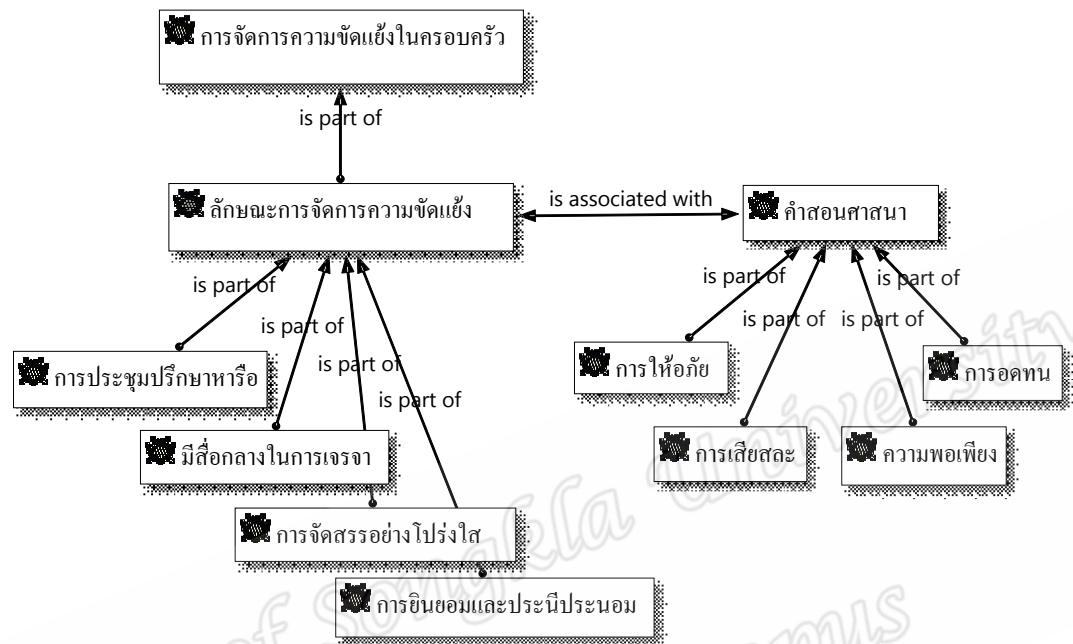 การจัดการความขัดแย้งในครอบครัว
is part of
ลักษณะการจัดการความขัดแย้ง
is associated with
คำสอนศาสนา
is part of
is part of
is part of
is part of
is part of
is part of
is part of
is part of
การประชุมปรึกษาหารือ
การให้อภัย
การอดทน
มีสื่อกลางในการเจรจา
การเสียสละ
ความพอเพียง
การจัดสรรอย่างโปร่งใส
การยินยอมและประนีประนอม
of Songkla University